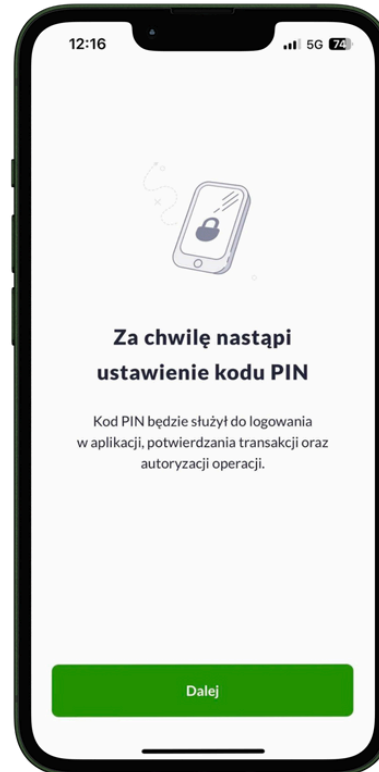 12:16
5G 74
Za chwilę nastąpi
ustawienie kodu PIN
Kod PIN będzie służył do logowania
w aplikacji, potwierdzania transakcji oraz
autoryzacji operacji.
Dalej